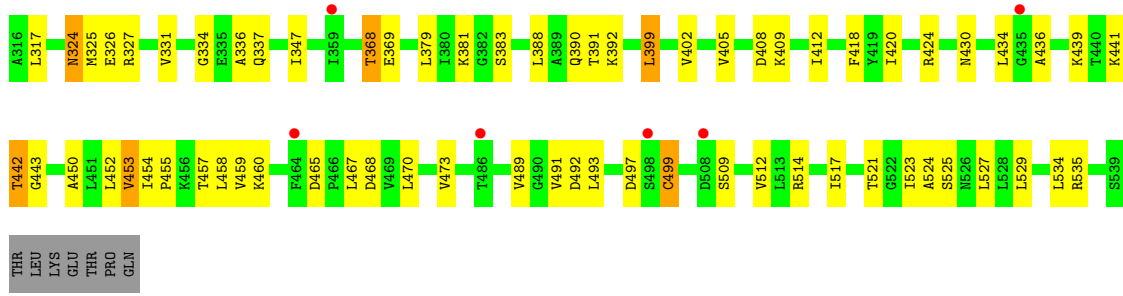 A316 L317 N324 M325 E326 R327 V331 G334 E335 A336 Q337 I347 I359 T368 E369 L379 I380 K381 G382 S383 L388 A389 Q390 T391 K392 L399 V402 V405 D408 K409 I412 F418 Y419 I420 R424 N430 L434 G435 A436 K439 T440 K441
T442 G443 A450 L451 L452 V453 I454 P455 K456 T457 L458 V459 K460 F464 D465 P466 L467 D468 V469 L470 V473 T486 V489 G490 V491 D492 L493 D497 S498 C499 D508 S509 V512 L513 R514 I517 T521 G522 I523 A524 S525 N526 L527 L528 L529 L534 R535 S539
THR LEU LYS GLU THR PRO GLN